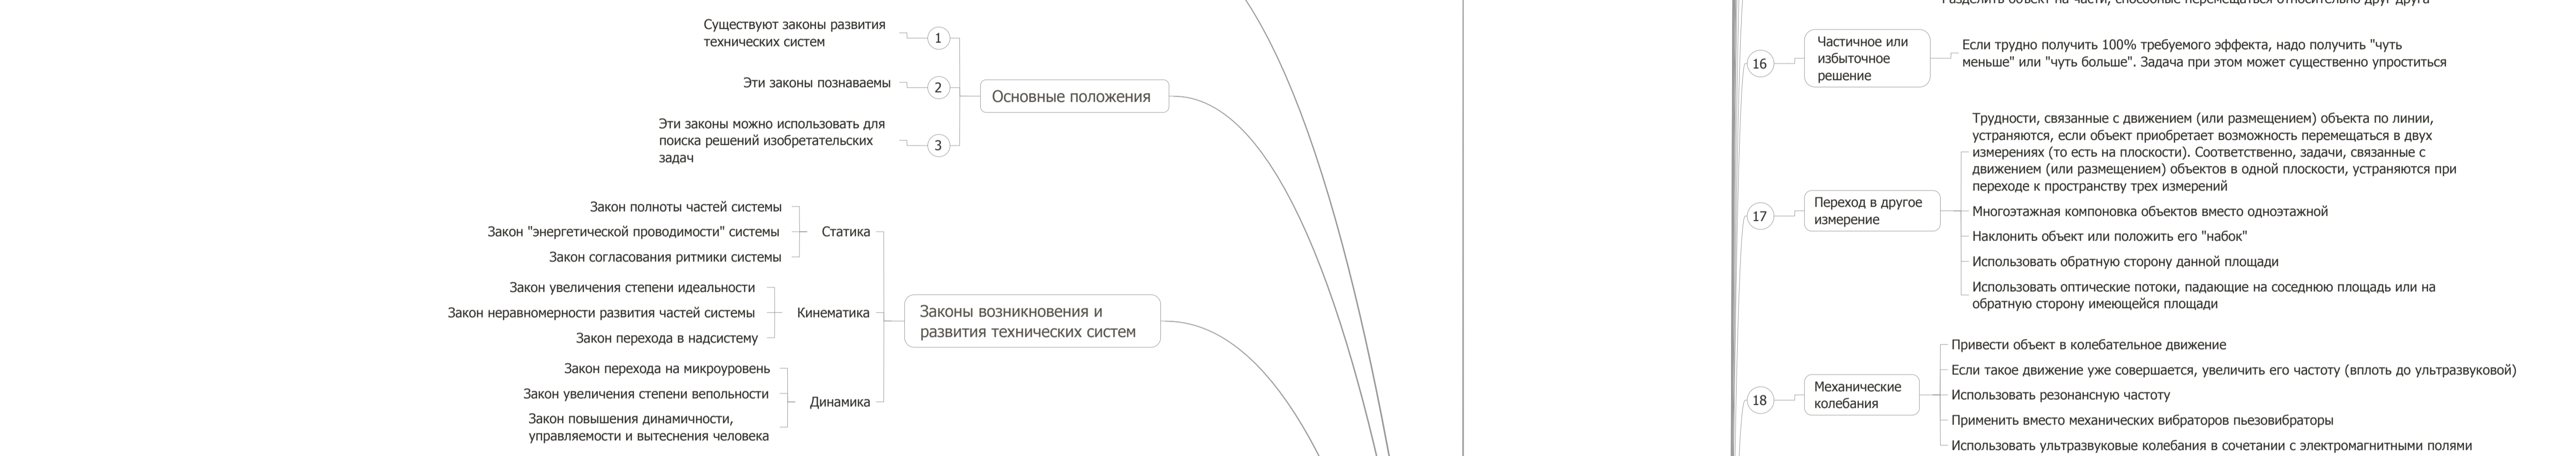 Существуют законы развития
технических систем
1
Эти законы познаваемы
2
Эти законы можно использовать для
поиска решений изобретательских
задач
3
Основные положения
Закон полноты частей системы
Закон "энергетической проводимости" системы
Закон согласования ритмики системы
Статика
Закон увеличения степени идеальности
Закон неравномерности развития частей системы
Закон перехода в надсистему
Кинематика
Закон перехода на микроуровень
Закон увеличения степени вепольности
Закон повышения динамичности,
управляемости и вытеснения человека
Динамика
Законы возникновения и
развития технических систем
Разделить объект на части, способные перемещаться относительно друг друга
16
Частичное или
избыточное
решение
Если трудно получить 100% требуемого эффекта, надо получить "чуть
меньше" или "чуть больше". Задача при этом может существенно упроститься
17
Переход в другое
измерение
Трудности, связанные с движением (или размещением) объекта по линии,
устраняются, если объект приобретает возможность перемещаться в двух
измерениях (то есть на плоскости). Соответственно, задачи, связанные с
движением (или размещением) объектов в одной плоскости, устраняются при
переходе к пространству трех измерений
Многоэтажная компоновка объектов вместо одноэтажной
Наклонить объект или положить его "набок"
Использовать обратную сторону данной площади
Использовать оптические потоки, падающие на соседнюю площадь или на
обратную сторону имеющейся площади
18
Механические
колебания
Привести объект в колебательное движение
Если такое движение уже совершается, увеличить его частоту (вплоть до ультразвуковой)
Использовать резонансную частоту
Применить вместо механических вибраторов пьезовибраторы
Использовать ультразвуковые колебания в сочетании с электромагнитными полями